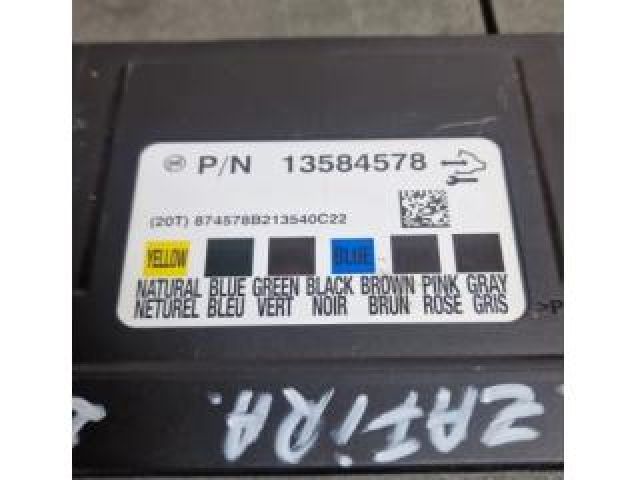 P/N 13584578
(20T) 874578B213540C22
YELLOW BLUE
NATURAL BLUE GREEN BLACK BROWN PINK GRAY
NETUREL BLEU VERT NOIR BRUN ROSE GRIS
>P
ZAFiRA.